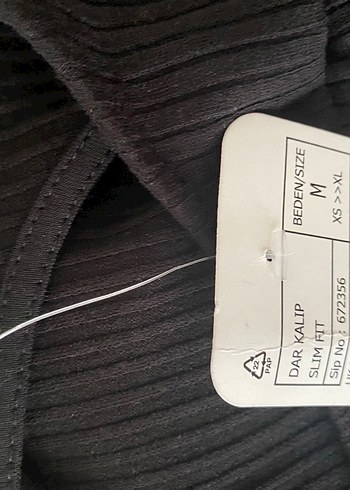 BEDEN/SIZE
M
XS >>XL
DAR KALIP
SLIM FIT
Sip No : 672356
22
PAP